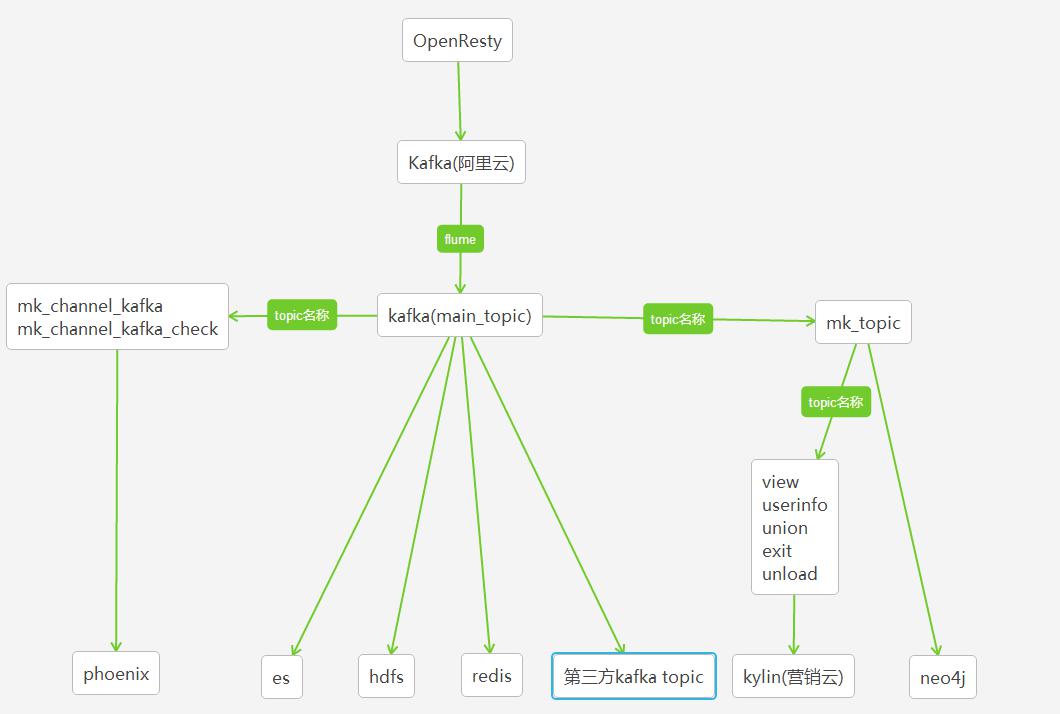 OpenResty
Kafka(阿里云)
flume
mk_channel_kafka
mk_channel_kafka_check
topic名称
kafka(main_topic)
topic名称
mk_topic
topic名称
view
userinfo
union
exit
unload
phoenix
es
hdfs
redis
第三方kafka topic
kylin(营销云)
neo4j